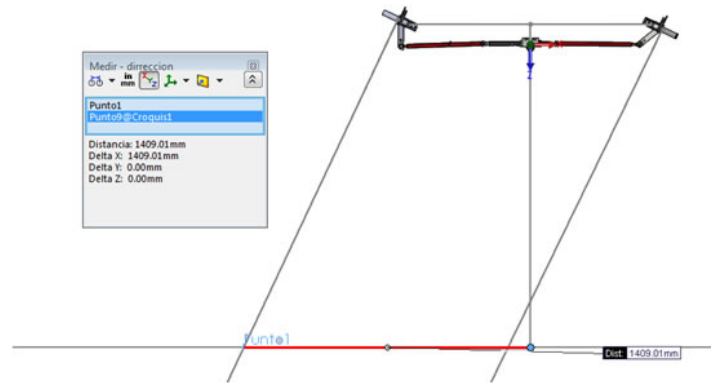 Medir - dirreccion
in
mm
X
Y
Z
Punto1
Punto9@Croquis1
Distancia: 1409.01mm
Delta X: 1409.01mm
Delta Y: 0.00mm
Delta Z: 0.00mm
Punto1
Dist: 1409.01mm